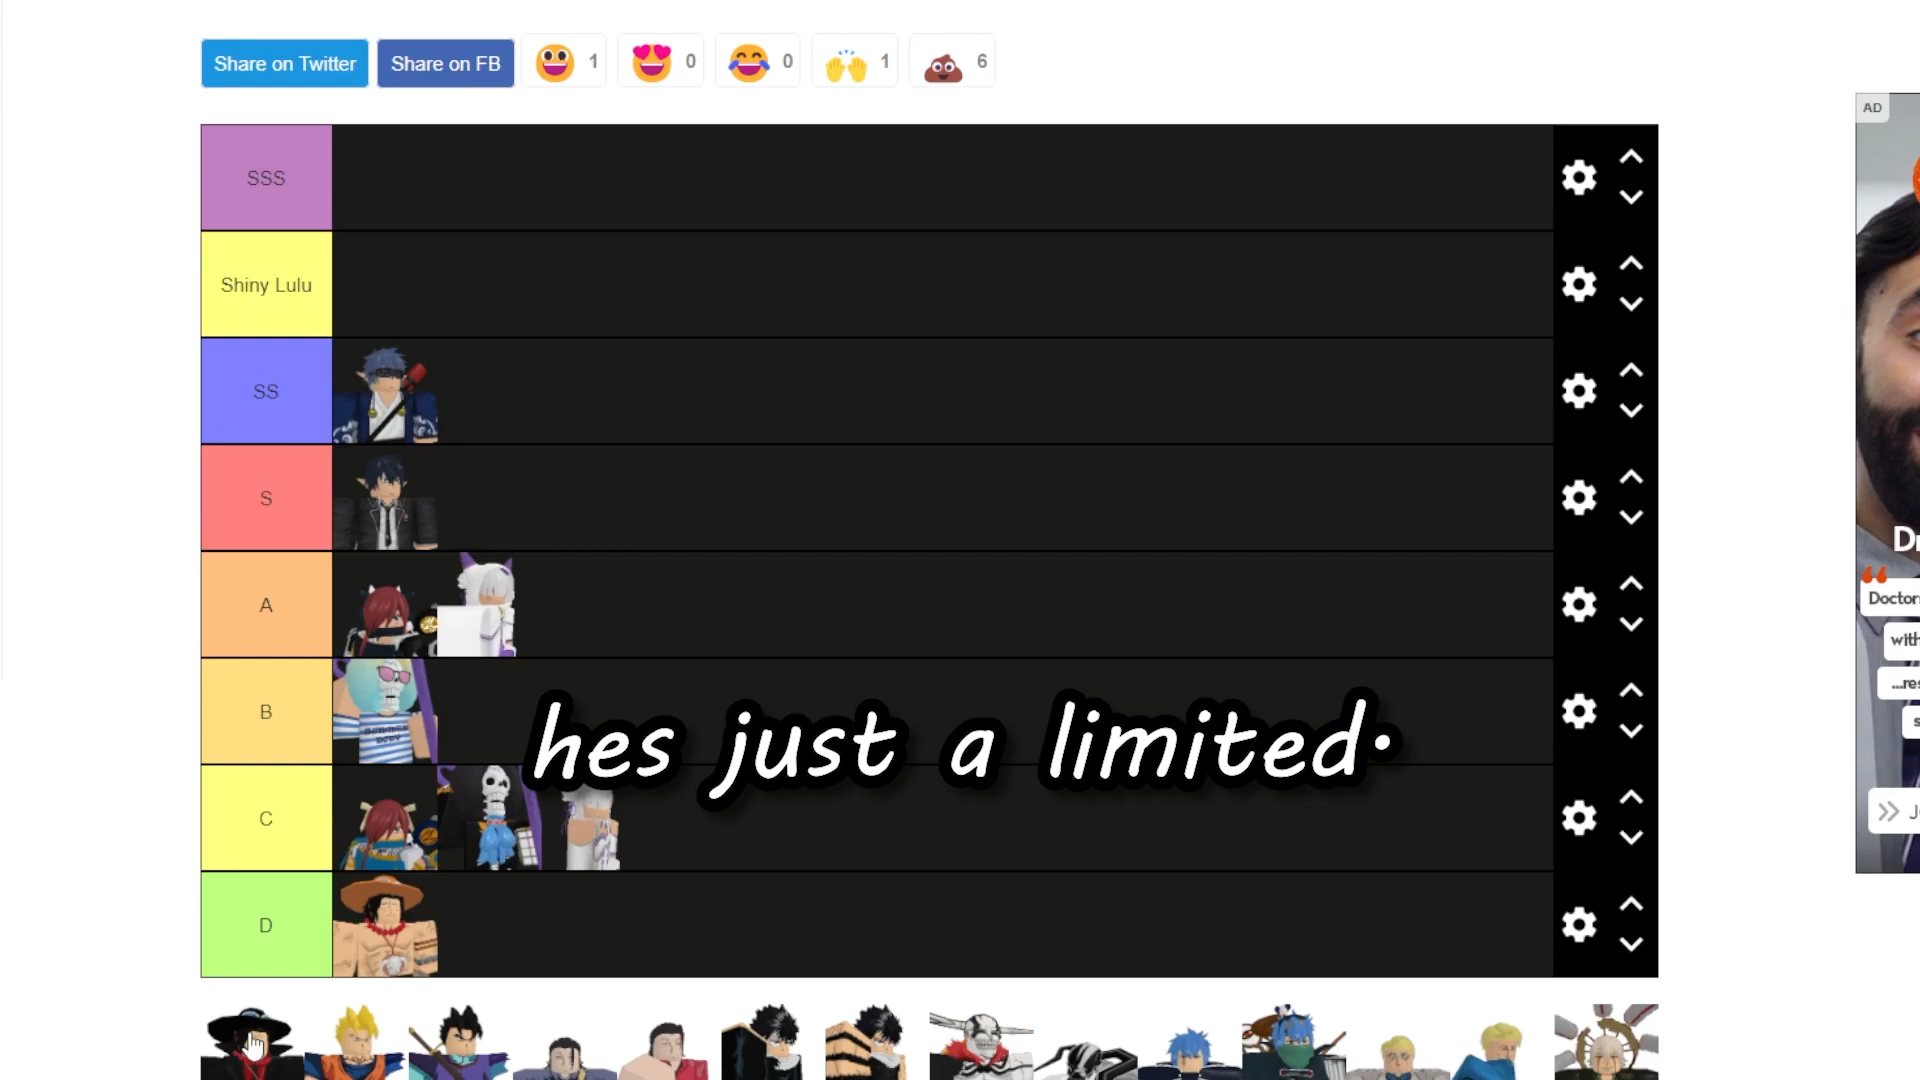 Share on Twitter
Share on FB
1
0
0
1
6
AD
SSS
Shiny Lulu
SS
S
A
B
C
D
hes just a limited.
Doctor
with